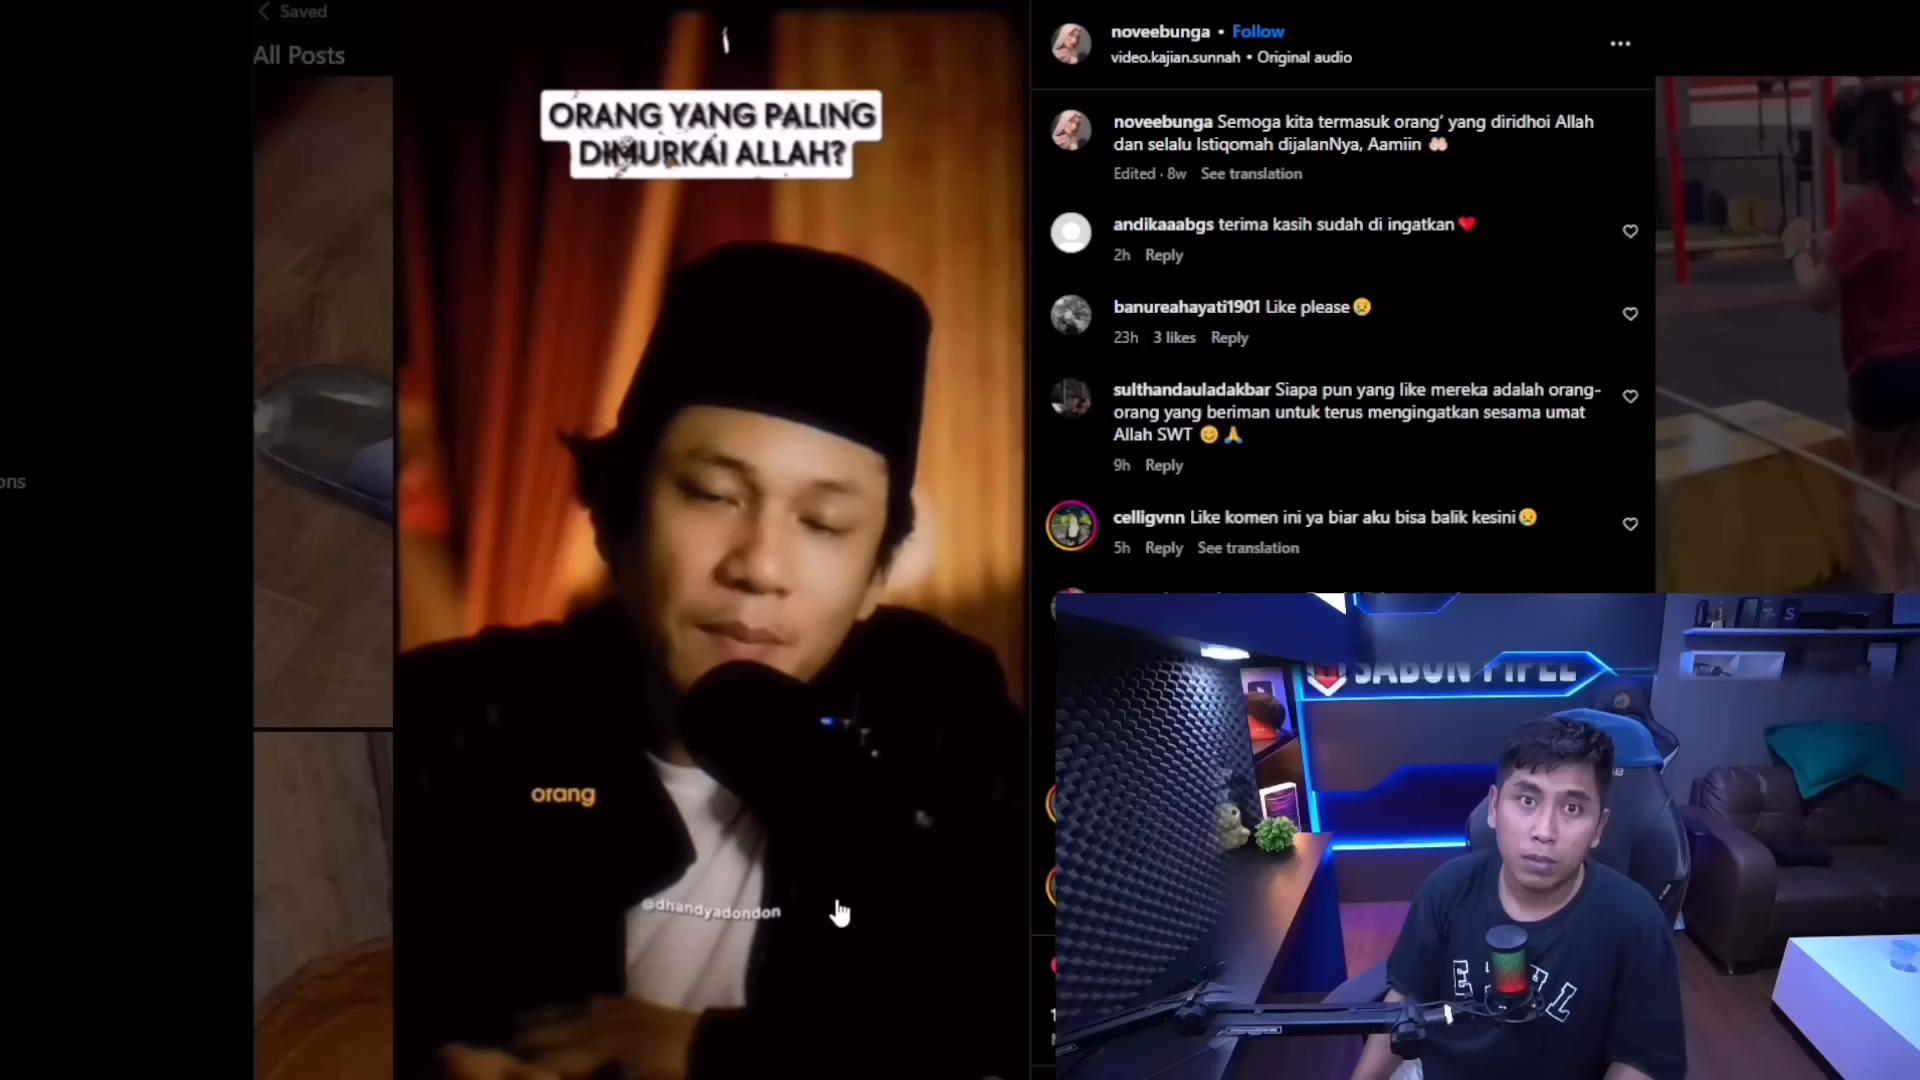 Saved
All Posts
ons
ORANG YANG PALING
DIMURKAI ALLAH?
orang
@dhandyadondon
noveebunga • Follow
video.kajian.sunnah • Original audio
noveebunga Semoga kita termasuk orang' yang diridhoi Allah
dan selalu Istiqomah dijalanNya, Aamiin 🤲🏻
Edited · 8w See translation
andikaaabgs terima kasih sudah di ingatkan❤️
2h Reply
banureahayati1901 Like please😢
23h 3 likes Reply
sulthandauladakbar Siapa pun yang like mereka adalah orang-
orang yang beriman untuk terus mengingatkan sesama umat
Allah SWT 😊🙏
9h Reply
celligvnn Like komen ini ya biar aku bisa balik kesini😢
5h Reply See translation
SABUN PIPEL